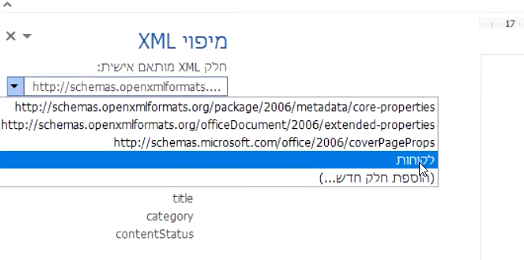 17
מיפוי XML
חלק XML מותאם אישית:
http://schemas.openxmlformats....
http://schemas.openxmlformats.org/package/2006/metadata/core-properties
http://schemas.openxmlformats.org/officeDocument/2006/extended-properties
http://schemas.microsoft.com/office/2006/coverPageProps
לקוחות
(הוספת חלק חדש...)
title
category
contentStatus